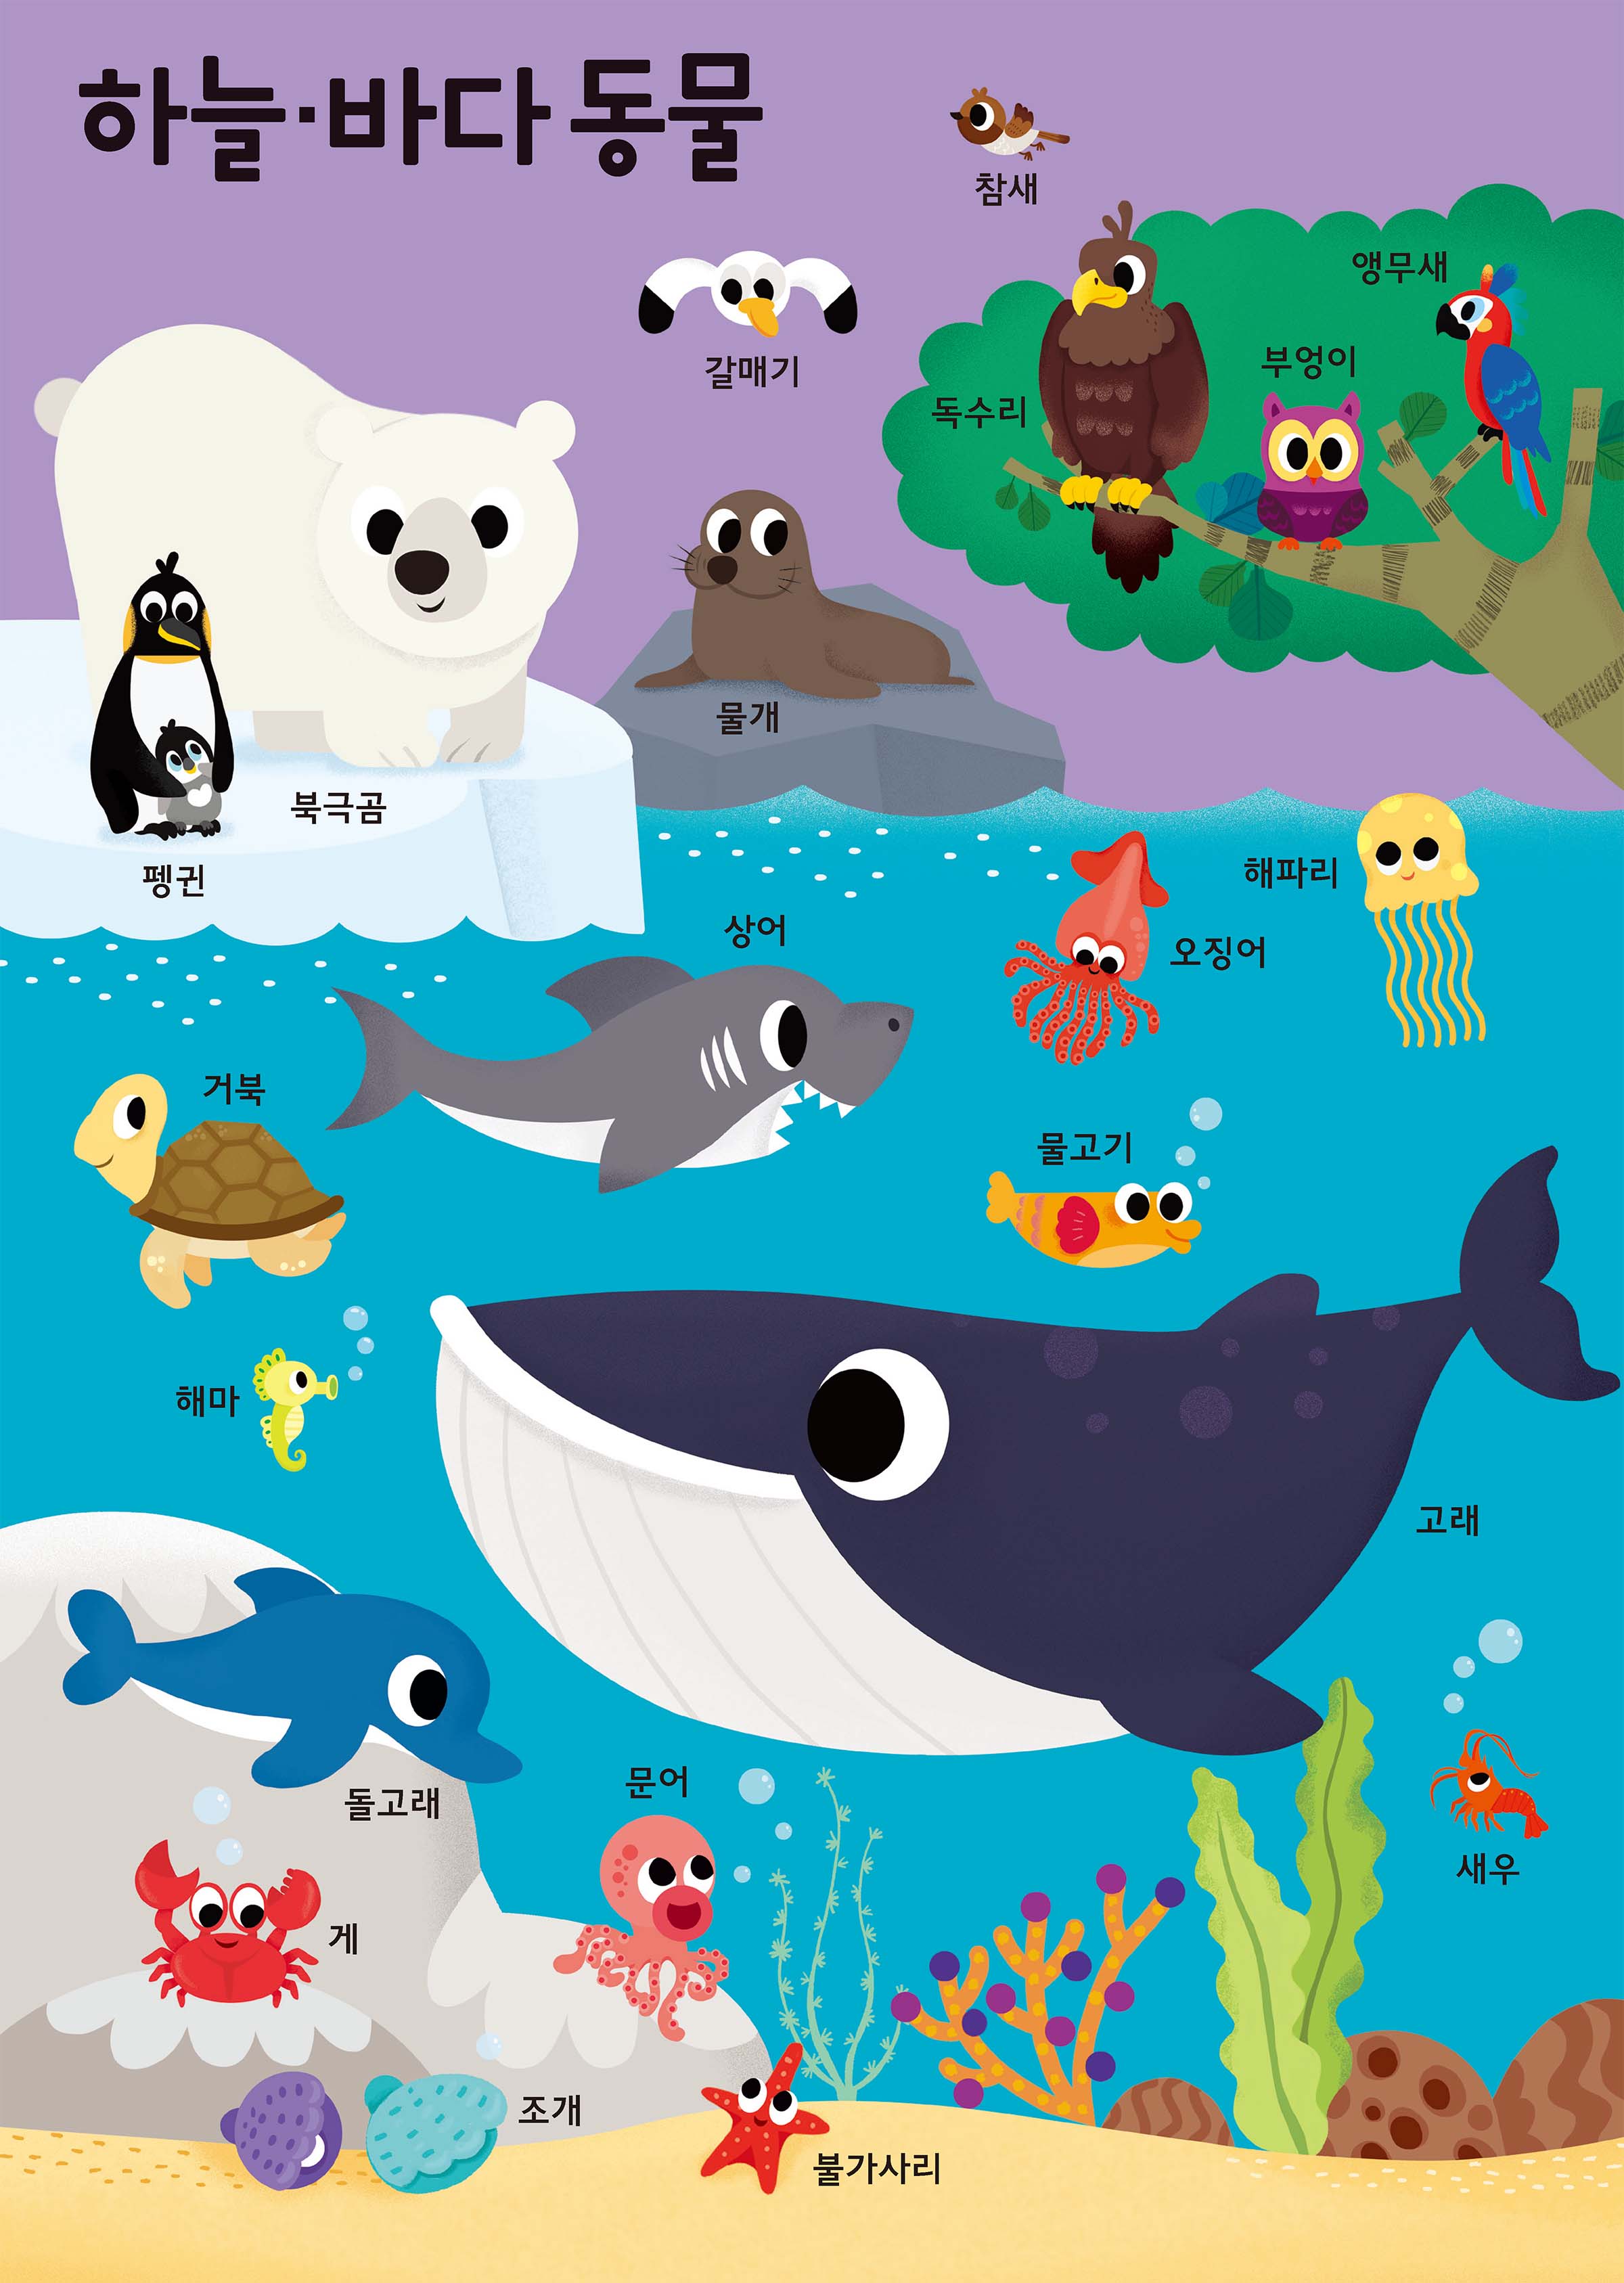 하늘·바다 동물
참새
앵무새
갈매기
부엉이
독수리
물개
북극곰
펭귄
해파리
상어
오징어
거북
물고기
해마
고래
돌고래
문어
새우
게
조개
불가사리